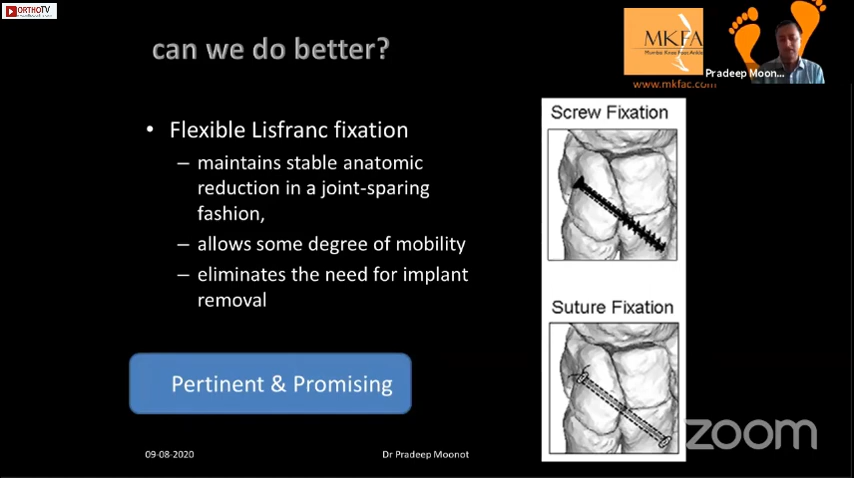 ORTHOTV
can we do better?
MKFA
www.mkfac.com
Pradeep Moon...
• Flexible Lisfranc fixation
– maintains stable anatomic
reduction in a joint-sparing
fashion,
– allows some degree of mobility
– eliminates the need for implant
removal
Pertinent & Promising
Screw Fixation
Suture Fixation
zoom
09-08-2020
Dr Pradeep Moonot